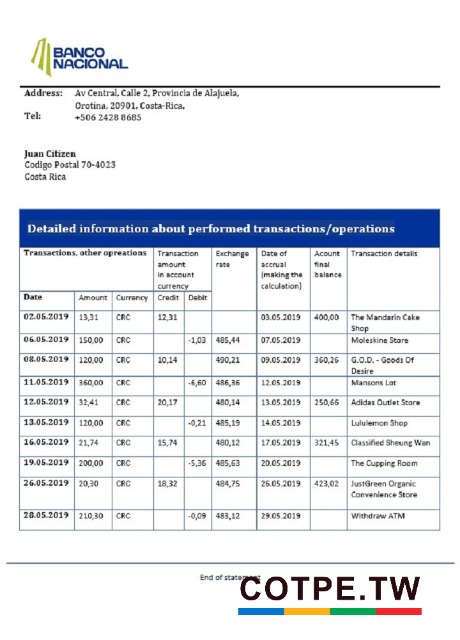 BANCO
NACIONAL
Address: Av Central, Calle 2, Provincia de Alajuela,
Orotina, 20901, Costa-Rica,
Tel: +506 2428 8685
Juan Citizen
Codigo Postal 70-4023
Costa Rica
Detailed information about performed transactions/operations
Transactions, other opreations Transaction amount in account currency Exchange rate Date of accrual (making the calculation) Acount final balance Transaction details
Date Amount Currency Credit Debit
02.05.2019 13,31 CRC 12,31 03.05.2019 400,00 The Mandarin Cake
Shop
06.05.2019 150,00 CRC -1,03 485,44 07.05.2019 Moleskine Store
08.05.2019 120,00 CRC 10,14 490,21 09.05.2019 360,26 G.O.D. - Goods Of
Desire
11.05.2019 360,00 CRC -6,60 486,36 12.05.2019 Mansons Lot
12.05.2019 32,41 CRC 20,17 480,14 13.05.2019 250,66 Adidas Outlet Store
13.05.2019 120,00 CRC -0,21 485,19 14.05.2019 Lululemon Shop
16.05.2019 21,74 CRC 15,74 480,12 17.05.2019 321,45 Classified Sheung Wan
19.05.2019 200,00 CRC -5,36 485,63 20.05.2019 The Cupping Room
26.05.2019 20,30 CRC 18,32 484,75 26.05.2019 423,02 JustGreen Organic
Convenience Store
28.05.2019 210,30 CRC -0,09 483,12 29.05.2019 Withdraw ATM
End of statement
COTPE.TW